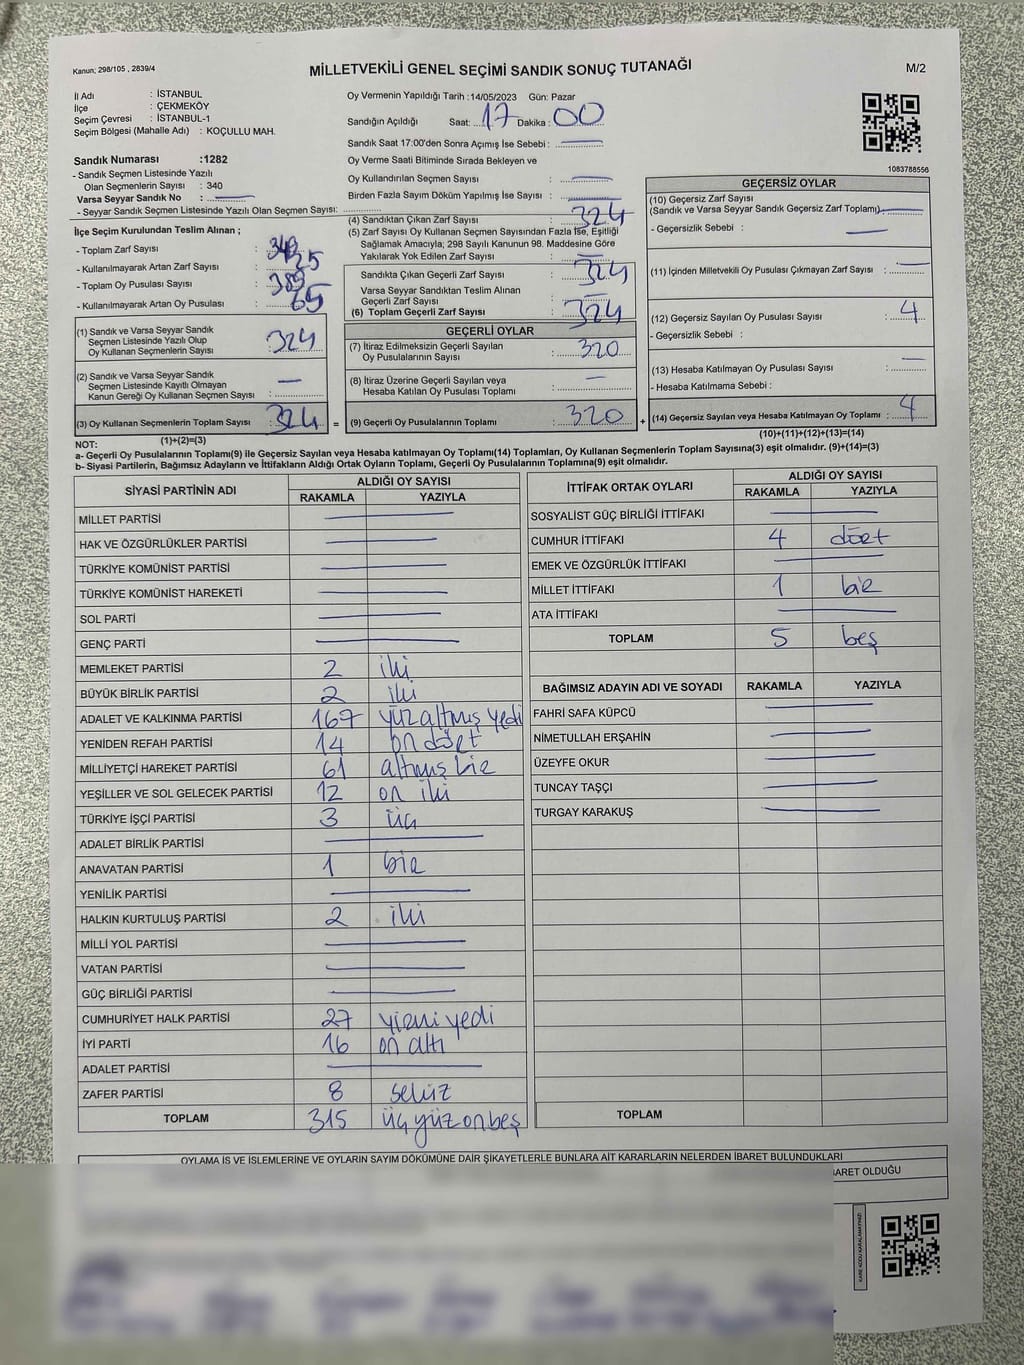 Kanun; 298/105 , 2839/4
MİLLETVEKİLİ GENEL SEÇİMİ SANDIK SONUÇ TUTANAĞI
M/2
İl Adı : İSTANBUL
İlçe : ÇEKMEKÖY
Seçim Çevresi : İSTANBUL-1
Seçim Bölgesi (Mahalle Adı) : KOÇULLU MAH.
Sandık Numarası :1282
- Sandık Seçmen Listesinde Yazılı
Olan Seçmenlerin Sayısı : 340
Varsa Seyyar Sandık No
- Seyyar Sandık Seçmen Listesinde Yazılı Olan Seçmen Sayısı:
Oy Vermenin Yapıldığı Tarih :14/05/2023 Gün: Pazar
Sandığın Açıldığı Saat: 17 Dakika : 00
Sandık Saat 17:00'den Sonra Açımış İse Sebebi :
Oy Verme Saati Bitiminde Sırada Bekleyen ve
Oy Kullandırılan Seçmen Sayısı :
Birden Fazla Sayım Döküm Yapılmış İse Sayısı :
1083788556
İlçe Seçim Kurulundan Teslim Alınan ;
- Toplam Zarf Sayısı :
- Kullanılmayarak Artan Zarf Sayısı : 25
- Toplam Oy Pusulası Sayısı : 389
- Kullanılmayarak Artan Oy Pusulası : 65
(1) Sandık ve Varsa Seyyar Sandık
Seçmen Listesinde Yazılı Olup
Oy Kullanan Seçmenlerin Sayısı : 324
(2) Sandık ve Varsa Seyyar Sandık
Seçmen Listesinde Kayıtlı Olmayan
Kanun Gereği Oy Kullanan Seçmen Sayısı :
(3) Oy Kullanan Seçmenlerin Toplam Sayısı : 324 =
(4) Sandıktan Çıkan Zarf Sayısı : 324
(5) Zarf Sayısı Oy Kullanan Seçmen Sayısından Fazla İse, Eşitliği
Sağlamak Amacıyla; 298 Sayılı Kanunun 98. Maddesine Göre
Yakılarak Yok Edilen Zarf Sayısı :
Sandıkta Çıkan Geçerli Zarf Sayısı : 324
Varsa Seyyar Sandıktan Teslim Alınan
Geçerli Zarf Sayısı :
(6) Toplam Geçerli Zarf Sayısı : 324
GEÇERLİ OYLAR
(7) İtiraz Edilmeksizin Geçerli Sayılan
Oy Pusulalarının Sayısı : 320
(8) İtiraz Üzerine Geçerli Sayılan veya
Hesaba Katılan Oy Pusulası Toplamı :
(9) Geçerli Oy Pusulalarının Toplamı : 320 +
GEÇERSİZ OYLAR
(10) Geçersiz Zarf Sayısı
(Sandık ve Varsa Seyyar Sandık Geçersiz Zarf Toplamı)
- Geçersizlik Sebebi :
(11) İçinden Milletvekili Oy Pusulası Çıkmayan Zarf Sayısı :
(12) Geçersiz Sayılan Oy Pusulası Sayısı : 4
- Geçersizlik Sebebi :
(13) Hesaba Katılmayan Oy Pusulası Sayısı :
- Hesaba Katılmama Sebebi :
(14) Geçersiz Sayılan veya Hesaba Katılmayan Oy Toplamı : 4
NOT: (1)+(2)=(3) (10)+(11)+(12)+(13)=(14)
a- Geçerli Oy Pusulalarının Toplamı(9) ile Geçersiz Sayılan veya Hesaba katılmayan Oy Toplamı(14) Toplamları, Oy Kullanan Seçmenlerin Toplam Sayısına(3) eşit olmalıdır. (9)+(14)=(3)
b- Siyasi Partilerin, Bağımsız Adayların ve İttifakların Aldığı Ortak Oyların Toplamı, Geçerli Oy Pusulalarının Toplamına(9) eşit olmalıdır.
SİYASİ PARTİNİN ADI ALDIĞI OY SAYISI
RAKAMLA YAZIYLA
MİLLET PARTİSİ
HAK VE ÖZGÜRLÜKLER PARTİSİ
TÜRKİYE KOMÜNİST PARTİSİ
TÜRKİYE KOMÜNİST HAREKETİ
SOL PARTİ
GENÇ PARTİ
MEMLEKET PARTİSİ 2 iki
BÜYÜK BİRLİK PARTİSİ 2 iki
ADALET VE KALKINMA PARTİSİ 167 yüzaltmış yedi
YENİDEN REFAH PARTİSİ 14 on dört
MİLLİYETÇİ HAREKET PARTİSİ 61 altmış bir
YEŞİLLER VE SOL GELECEK PARTİSİ 12 on iki
TÜRKİYE İŞÇİ PARTİSİ 3 üç
ADALET BİRLİK PARTİSİ
ANAVATAN PARTİSİ 1 bir
YENİLİK PARTİSİ
HALKIN KURTULUŞ PARTİSİ 2 iki
MİLLİ YOL PARTİSİ
VATAN PARTİSİ
GÜÇ BİRLİĞİ PARTİSİ
CUMHURİYET HALK PARTİSİ 27 yirmi yedi
İYİ PARTİ 16 on altı
ADALET PARTİSİ
ZAFER PARTİSİ 8 sekiz
TOPLAM 315 üç yüz onbeş
İTTİFAK ORTAK OYLARI ALDIĞI OY SAYISI
RAKAMLA YAZIYLA
SOSYALİST GÜÇ BİRLİĞİ İTTİFAKI
CUMHUR İTTİFAKI 4 dört
EMEK VE ÖZGÜRLÜK İTTİFAKI
MİLLET İTTİFAKI 1 bir
ATA İTTİFAKI
TOPLAM 5 beş
BAĞIMSIZ ADAYIN ADI VE SOYADI RAKAMLA YAZIYLA
FAHRİ SAFA KÜPCÜ
NİMETULLAH ERŞAHİN
ÜZEYFE OKUR
TUNCAY TAŞÇI
TURGAY KARAKUŞ
TOPLAM
OYLAMA İŞ VE İŞLEMLERİNE VE OYLARIN SAYIM DÖKÜMÜNE DAİR ŞİKAYETLERLE BUNLARA AİT KARARLARIN NELERDEN İBARET BULUNDUKLARI
BARET OLDUĞU
KARE KODU KARALAMAYINIZ!